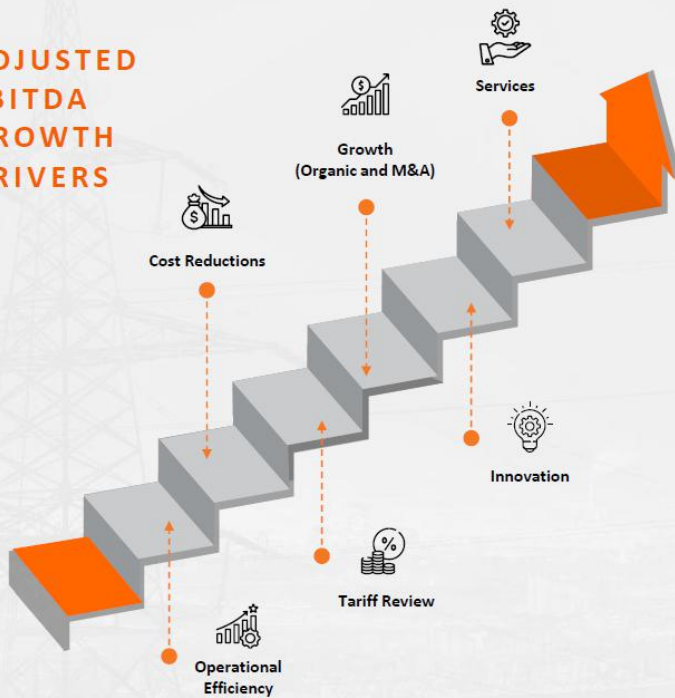 DJUSTED
BITDA
ROWTH
RIVERS
Services
Growth
(Organic and M&A)
Cost Reductions
Innovation
Tariff Review
Operational
Efficiency